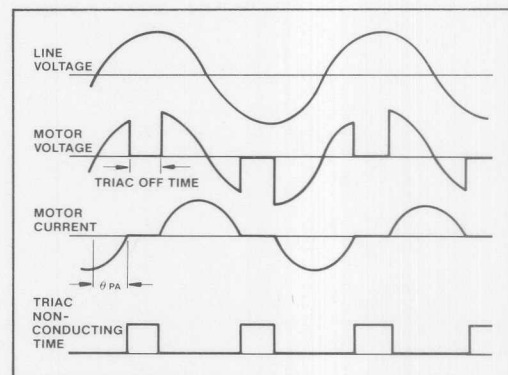 LINE
VOLTAGE
MOTOR
VOLTAGE
TRIAC OFF TIME
MOTOR
CURRENT
θ PA
TRIAC
NON-
CONDUCTING
TIME